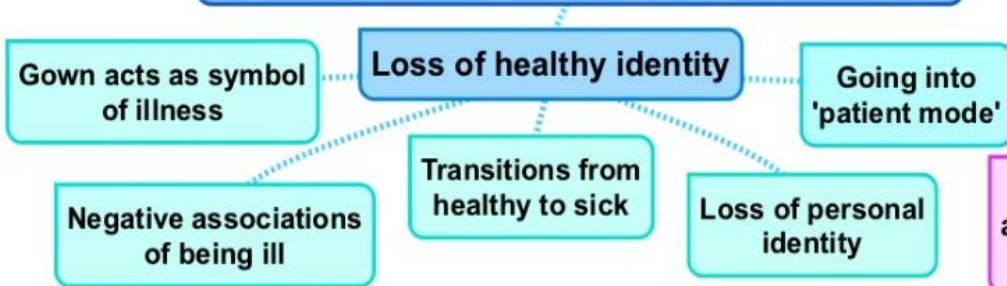 Loss of healthy identity
Gown acts as symbol
of illness
Going into
'patient mode'
Transitions from
healthy to sick
Negative associations
of being ill
Loss of personal
identity